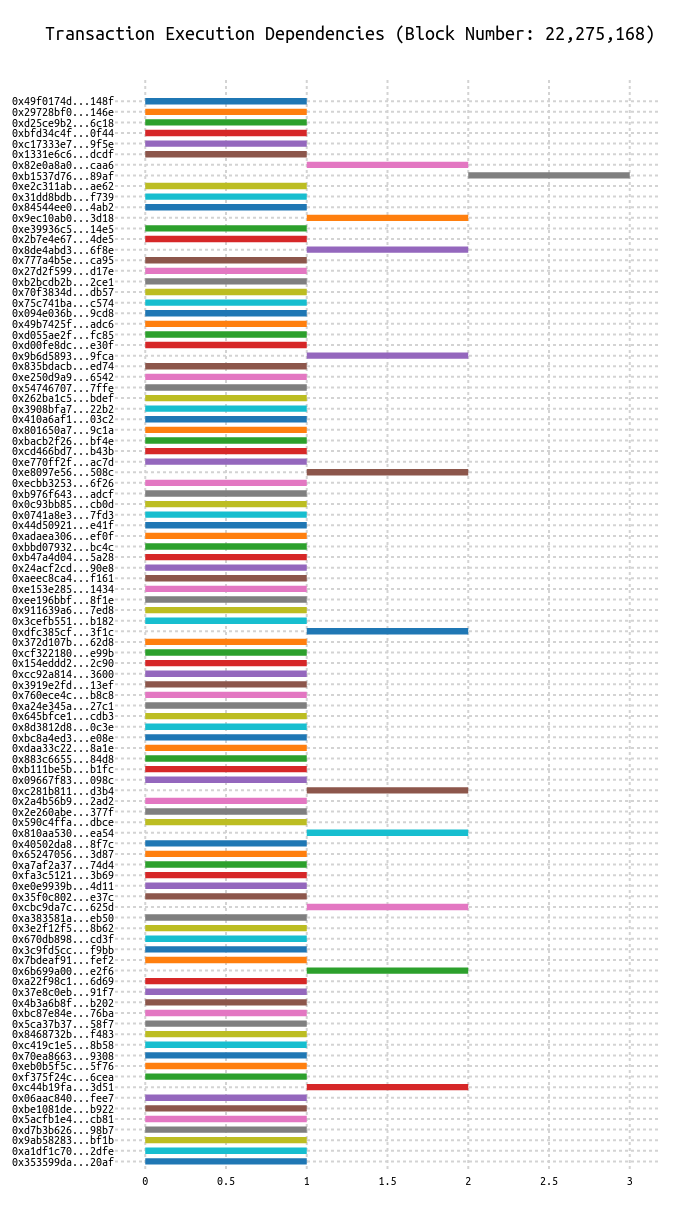 Transaction Execution Dependencies (Block Number: 22,275,168)
0x49f0174d...148f
0x29728bf0...146e
0xd25ce9b2...6c18
0xbfd34c4f...0f44
0xc17333e7...9f5e
0x1331e6c6...dcdf
0x82e0a8a0...caa6
0xb1537d76...89af
0xe2c311ab...ae62
0x31dd8bdb...f739
0x84544ee0...4ab2
0x9ec10ab0...3d18
0xe39936c5...14e5
0x2b7e4e67...4de5
0x8de4abd3...6f8e
0x777a4b5e...ca95
0x27d2f599...d17e
0xb2bcdb2b...2ce1
0x70f3834d...db57
0x75c741ba...c574
0x094e036b...9cd8
0x49b7425f...adc6
0xd055ae2f...fc85
0xd00fe8dc...e30f
0x9b6d5893...9fca
0x835bdacb...ed74
0xe250d9a9...6542
0x54746707...7ffe
0x262ba1c5...bdef
0x3908bfa7...22b2
0x410a6af1...03c2
0x801650a7...9c1a
0xbacb2f26...bf4e
0xcd466bd7...b43b
0xe770ff2f...ac7d
0xe8097e56...508c
0xecbb3253...6f26
0xb976f643...adcf
0x0c93bb85...cb0d
0x0741a8e3...7fd3
0x44d50921...e41f
0xadaea306...ef0f
0xbbd07932...bc4c
0xb47a4d04...5a28
0x24acf2cd...90e8
0xaeec8ca4...f161
0xe153e285...1434
0xee196bbf...8f1e
0x911639a6...7ed8
0x3cefb551...b182
0xdfc385cf...3f1c
0x372d107b...62d8
0xcf322180...e99b
0x154eddd2...2c90
0xcc92a814...3600
0x3919e2fd...13ef
0x760ece4c...b8c8
0xa24e345a...27c1
0x645bfce1...cdb3
0x8d3812d8...0c3e
0xbc8a4ed3...e08e
0xdaa33c22...8a1e
0x883c6655...84d8
0xb111be5b...b1fc
0x09667f83...098c
0xc281b811...d3b4
0x2a4b56b9...2ad2
0x2e260abe...377f
0x590c4ffa...dbce
0x810aa530...ea54
0x40502da8...8f7c
0x65247056...3d87
0xa7af2a37...74d4
0xfa3c5121...3b69
0xe0e9939b...4d11
0x35f0c802...e37c
0xcbc9da7c...625d
0xa383581a...eb50
0x3e2f12f5...8b62
0x670db898...cd3f
0x3c9fd5cc...f9bb
0x7bdeaf91...fef2
0x6b699a00...e2f6
0xa22f98c1...6d69
0x37e8c0eb...91f7
0x4b3a6b8f...b202
0xbc87e84e...76ba
0x5ca37b37...58f7
0x8468732b...f483
0xc419c1e5...8b58
0x70ea8663...9308
0xeb0b5f5c...5f76
0xf375f24c...6cea
0xc44b19fa...3d51
0x06aac840...fee7
0xbe1081de...b922
0x5acfb1e4...cb81
0xd7b3b626...98b7
0x9ab58283...bf1b
0xa1df1c70...2dfe
0x353599da...20af
0 0.5 1 1.5 2 2.5 3